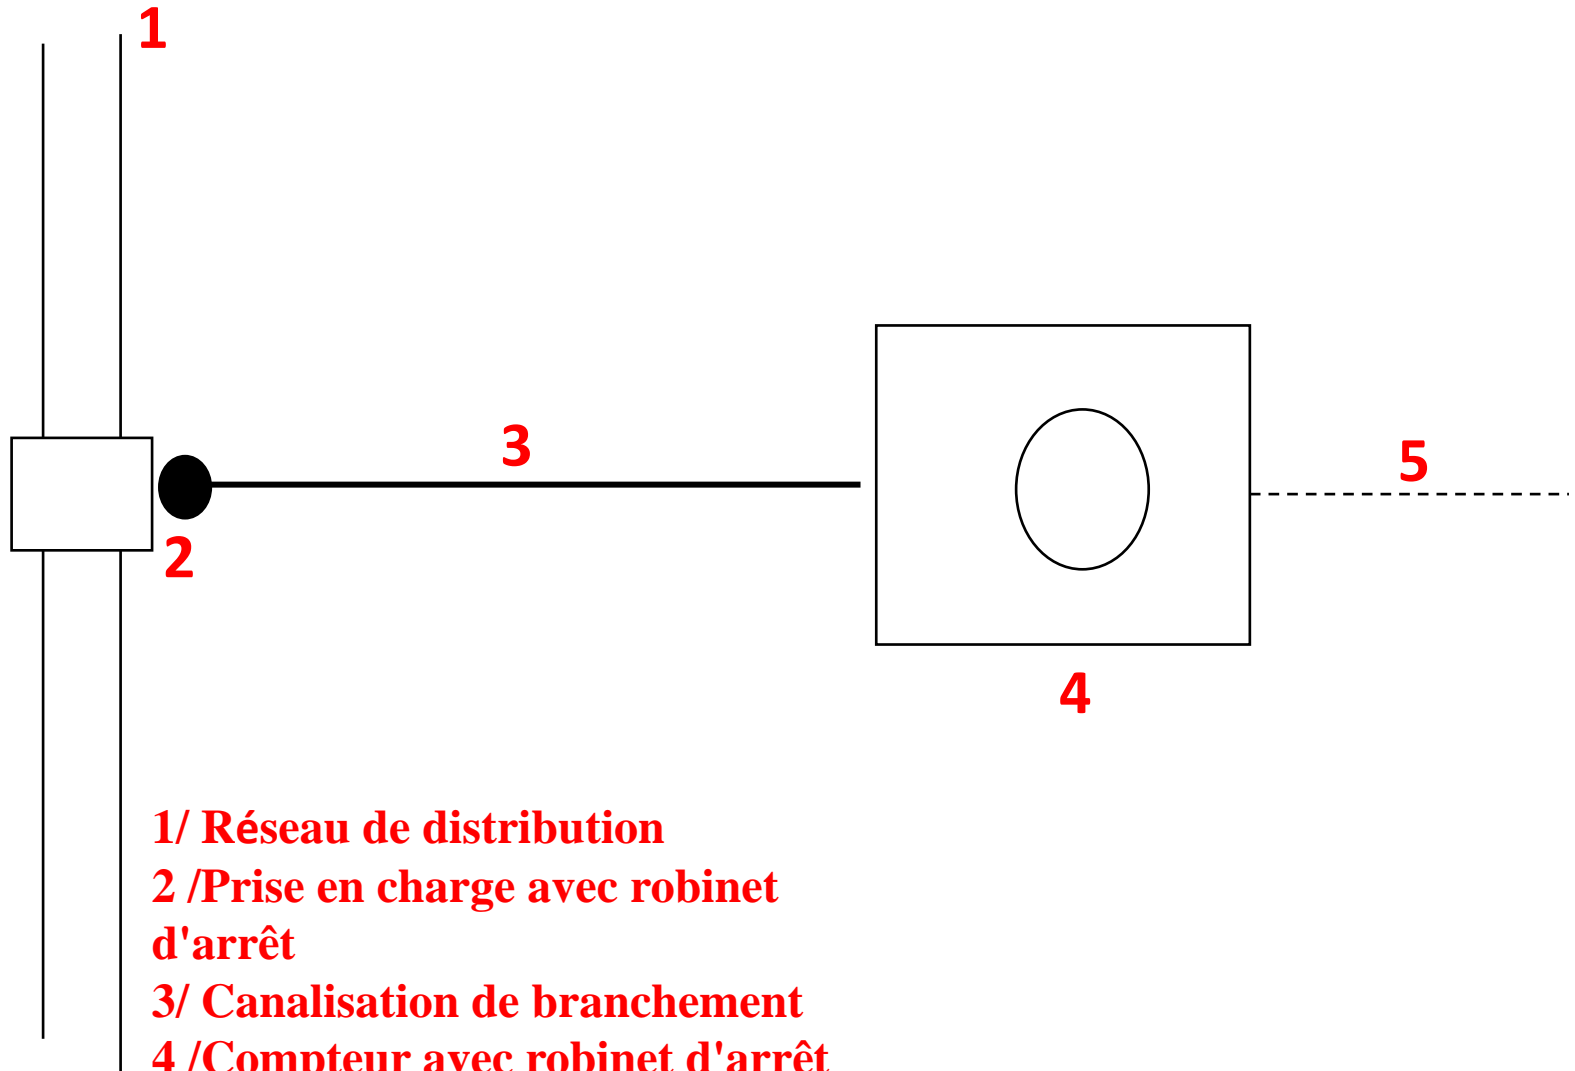 1
3
5
2
4
1/ Réseau de distribution
2 /Prise en charge avec robinet
d'arrêt
3/ Canalisation de branchement
4 /Compteur avec robinet d'arrêt